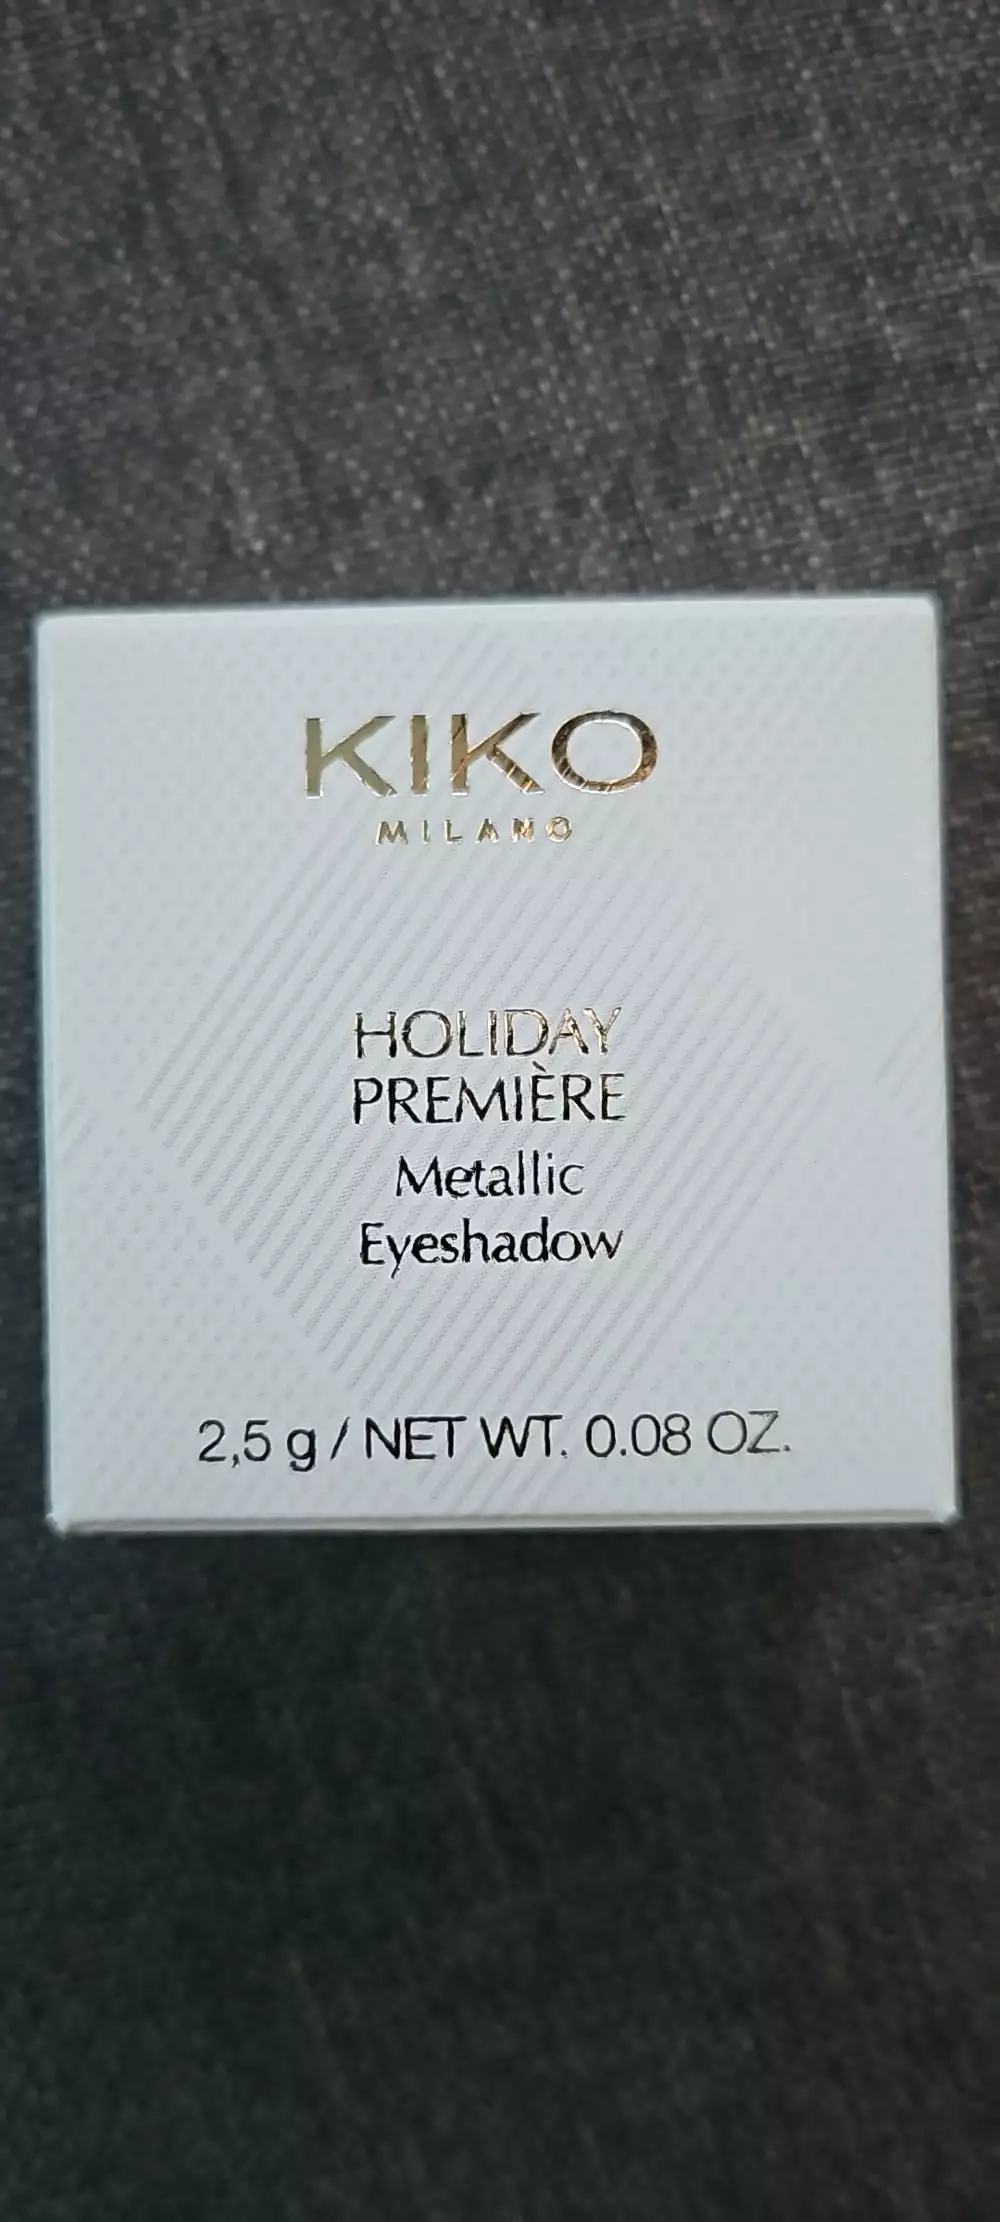 KIKO
MILANO
HOLIDAY
PREMIÈRE
Metallic
Eyeshadow
2,5 g / NET WT. 0.08 OZ.